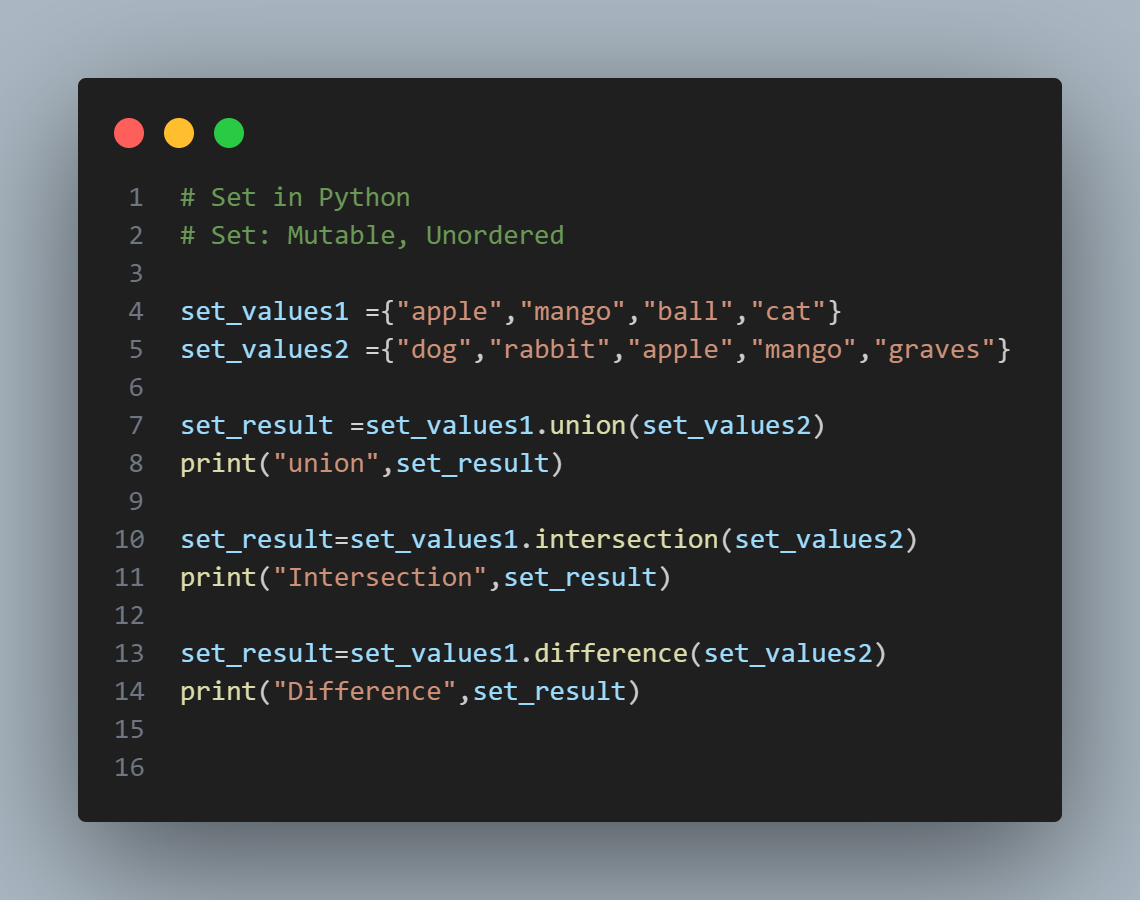 1 # Set in Python
2 # Set: Mutable, Unordered
3
4 set_values1 ={"apple","mango","ball","cat"}
5 set_values2 ={"dog","rabbit","apple","mango","graves"}
6
7 set_result =set_values1.union(set_values2)
8 print("union",set_result)
9
10 set_result=set_values1.intersection(set_values2)
11 print("Intersection",set_result)
12
13 set_result=set_values1.difference(set_values2)
14 print("Difference",set_result)
15
16